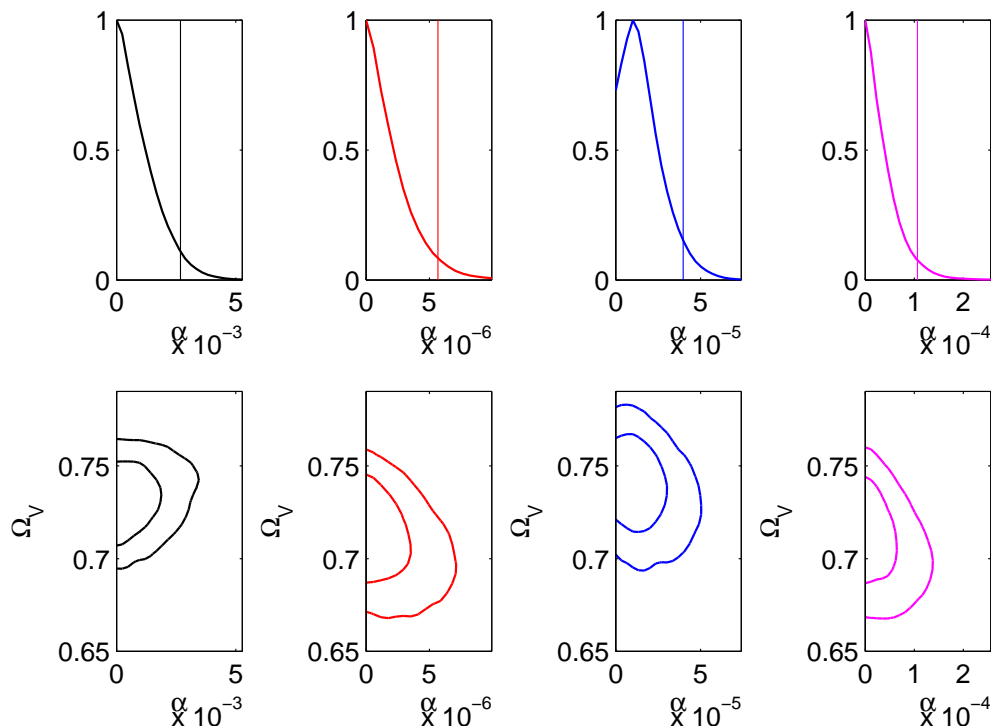 1 1 1 1
0.5 0.5 0.5 0.5
0 0 0 0
0 5 0 5 0 5 0 1 2
α α α α
x 10⁻³ x 10⁻⁶ x 10⁻⁵ x 10⁻⁴
0.75 0.75 0.75 0.75
Ω_V Ω_V Ω_V Ω_V
0.7 0.7 0.7 0.7
0.65 0.65 0.65 0.65
0 5 0 5 0 5 0 1 2
α α α α
x 10⁻³ x 10⁻⁶ x 10⁻⁵ x 10⁻⁴